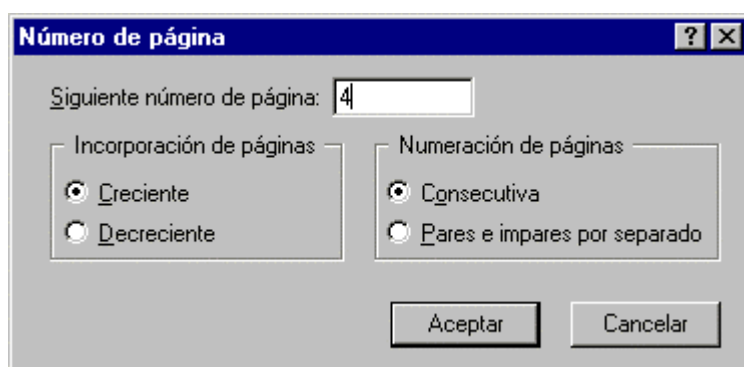 Número de página
Siguiente número de página: 4
Incorporación de páginas
Creciente
Decreciente
Numeración de páginas
Consecutiva
Pares e impares por separado
Aceptar Cancelar